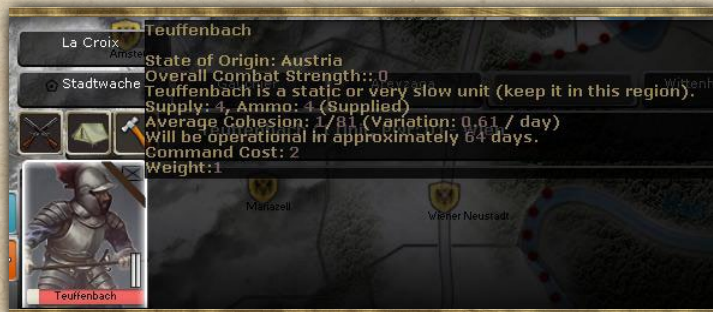 Teuffenbach
La Croix
Amste
State of Origin: Austria
Overall Combat Strength:: 0
Stadtwache
Teuffenbach is a static or very slow unit (keep it in this region).
Supply: 4, Ammo: 4 (Supplied)
Average Cohesion: 1/81 (Variation: 0.61 / day)
Will be operational in approximately 64 days.
Command Cost: 2
Weight:1
Mariazell
Wiener Neustadt
Teuffenbach